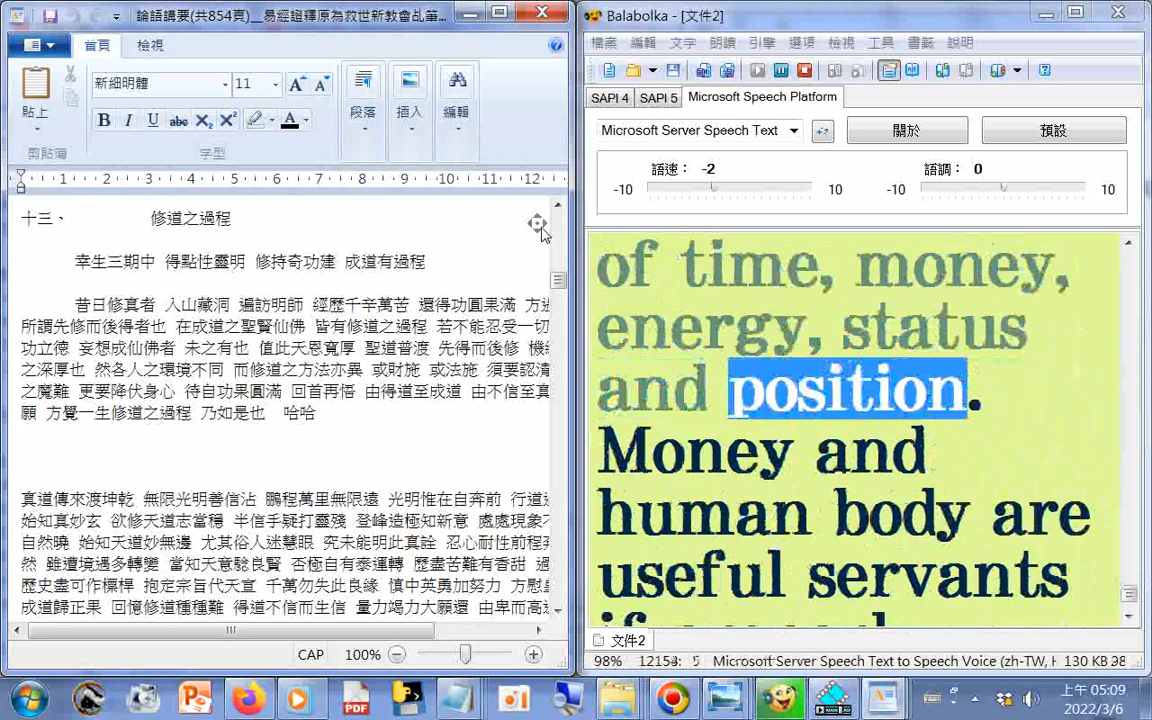 論語講要(共854頁)__易經證釋原為救世新教會乩筆...
首頁 檢視
新細明體 11
貼上
B I U abc X₂ X² A
段落 插入 編輯
剪貼簿 字型
1 2 3 4 5 6 7 8 9 10 11 12
十三、 修道之過程
幸生三期中 得點性靈明 修持奇功建 成道有過程
昔日修真者 入山藏洞 遍訪明師 經歷千辛萬苦 還得功圓果滿 方
所謂先修而後得者也 在成道之聖賢仙佛 皆有修道之過程 若不能忍受一切
功立德 妄想成仙佛者 未之有也 值此天恩寬厚 聖道普渡 先得而後修 機
之深厚也 然各人之環境不同 而修道之方法亦異 或財施 或法施 須要認清
之魔難 更要降伏身心 待自功果圓滿 回首再悟 由得道至成道 由不信至真
願 方覺一生修道之過程 乃如是也 哈哈
真道傳來渡坤乾 無限光明善信沾 鵬程萬里無限遠 光明惟在自奔前 行道
始知真妙玄 欲修天道志當穩 半信半疑打靈殘 登峰造極知新意 處處現象
自然曉 始知天道妙無邊 尤其俗人迷慧眼 究未能明此真詮 忍心耐性前程
然 雖遭境遇多轉變 當知天意驗良賢 否極自有泰運轉 歷盡苦難有香甜
歷史盡可作標桿 抱定宗旨代天宣 千萬勿失此良緣 慎中英勇加努力 方慰
成道歸正果 回憶修道種種難 得道不信而生信 量力竭力大願還 由卑而高
CAP 100%
Balabolka - [文件2]
檔案 編輯 文字 朗讀 引擎 選項 檢視 工具 書籤 說明
SAPI 4 SAPI 5 Microsoft Speech Platform
Microsoft Server Speech Text 關於 預設
語速： -2 語調： 0
-10 10 -10 10
of time, money,
energy, status
and position.
Money and
human body are
useful servants
文件2
98% 12154: 5 Microsoft Server Speech Text to Speech Voice (zh-TW, H 130 KB
上午 05:09
2022/3/6